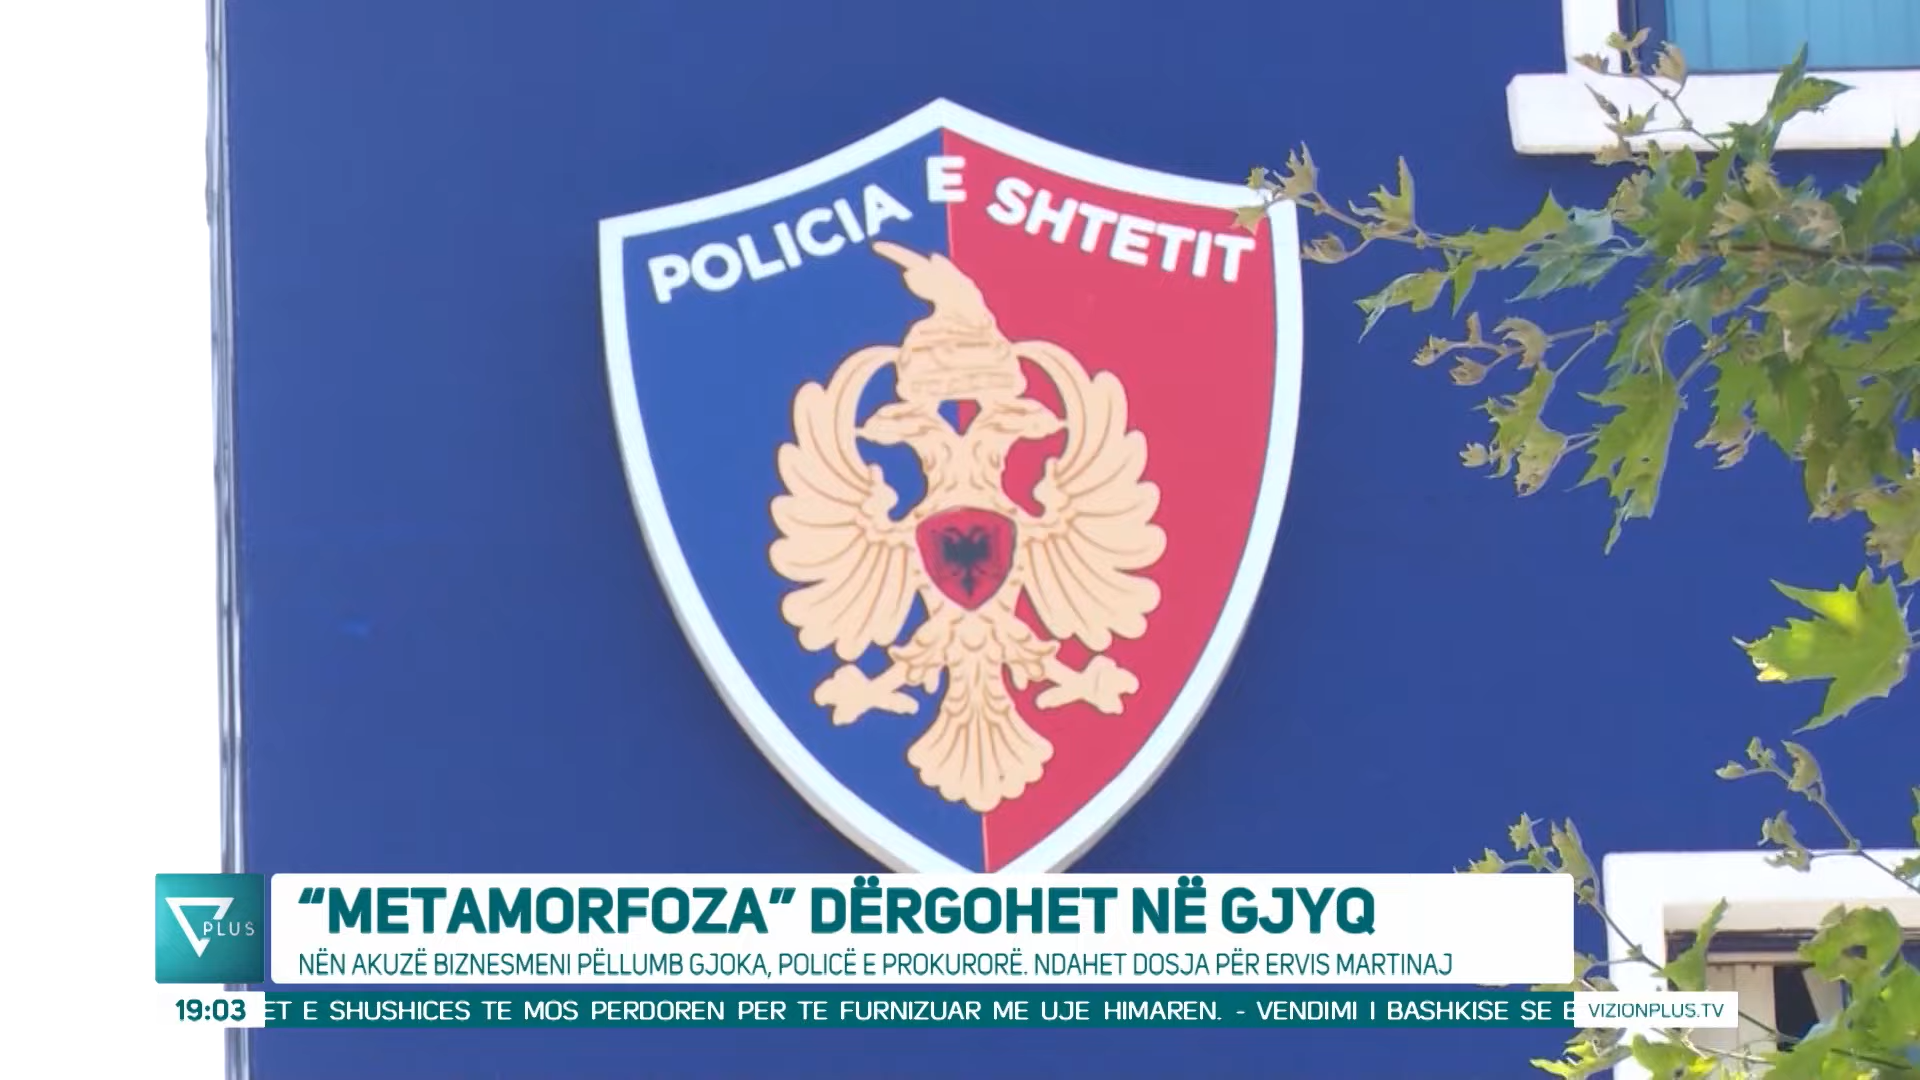 POLICIA E SHTETIT
PLUS
“METAMORFOZA” DËRGOHET NË GJYQ
NËN AKUZË BIZNESMENI PËLLUMB GJOKA, POLICË E PROKURORË. NDAHET DOSJA PËR ERVIS MARTINAJ
19:03 ET E SHUSHICES TE MOS PERDOREN PER TE FURNIZUAR ME UJE HIMAREN. - VENDIMI I BASHKISE SE VIZIONPLUS.TV